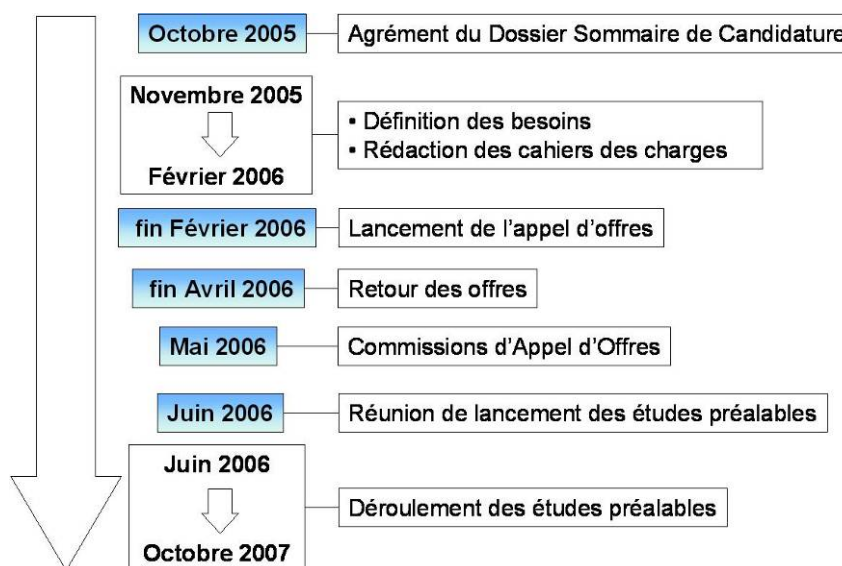 Octobre 2005
Agrément du Dossier Sommaire de Candidature
Novembre 2005
Février 2006
▪ Définition des besoins
▪ Rédaction des cahiers des charges
fin Février 2006
Lancement de l'appel d'offres
fin Avril 2006
Retour des offres
Mai 2006
Commissions d'Appel d'Offres
Juin 2006
Réunion de lancement des études préalables
Juin 2006
Octobre 2007
Déroulement des études préalables